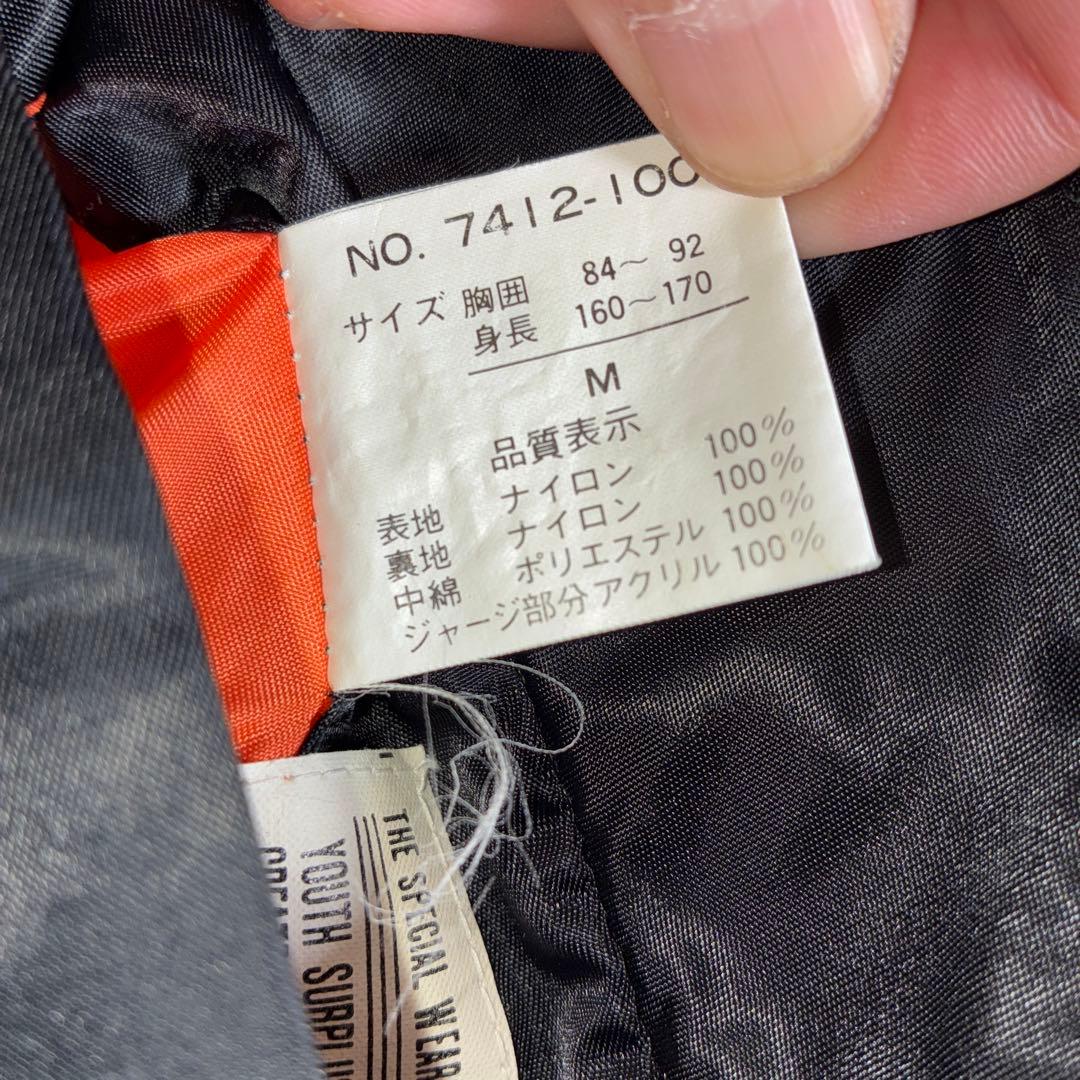 NO. 7412-100
サイズ 胸囲 84～ 92
身長 160～170
M
品質表示
表地 ナイロン 100%
裏地 ナイロン 100%
中綿 ポリエステル 100%
ジャージ部分アクリル 100%
THE SPECIAL WEAR
YOUTH SURPLU